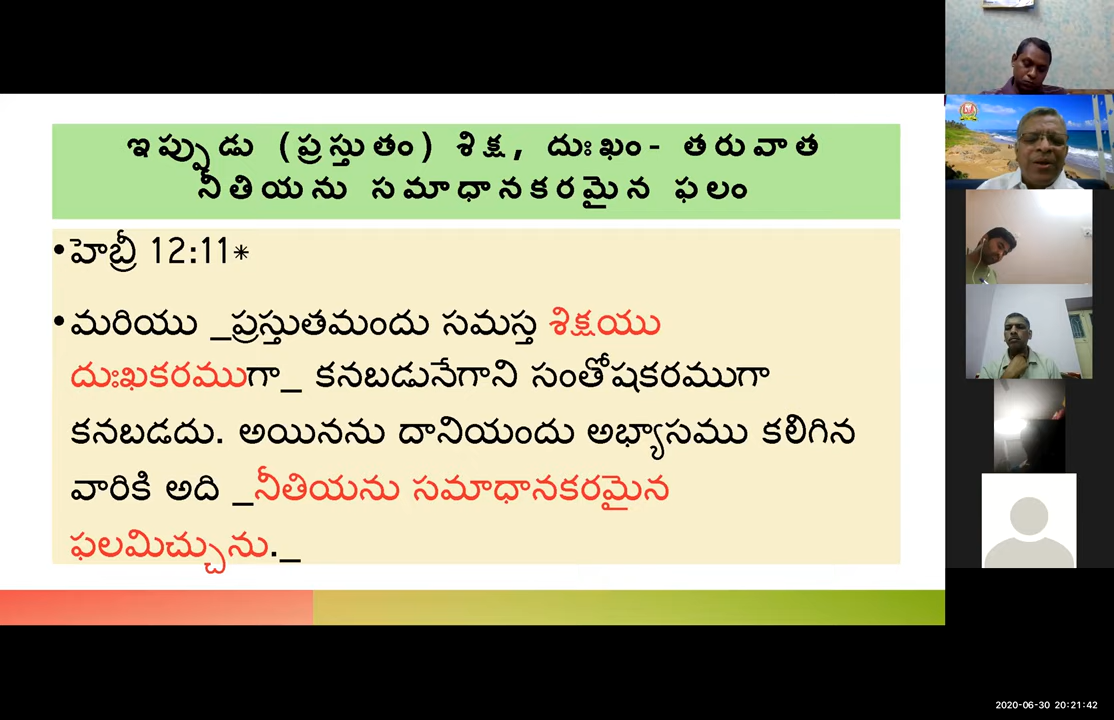 ఇప్పుడు (ప్రస్తుతం) శిక్ష, దుఃఖం- తరువాత
నీతియను సమాధానకరమైన ఫలం
•హెబ్రీ 12:11*
•మరియు _ప్రస్తుతమందు సమస్త శిక్షయు
దుఃఖకరముగా_ కనబడునేగాని సంతోషకరముగా
కనబడదు. అయినను దానియందు అభ్యాసము కలిగిన
వారికి అది _నీతియను సమాధానకరమైన
ఫలమిచ్చును._
2020-06-30 20:21:42